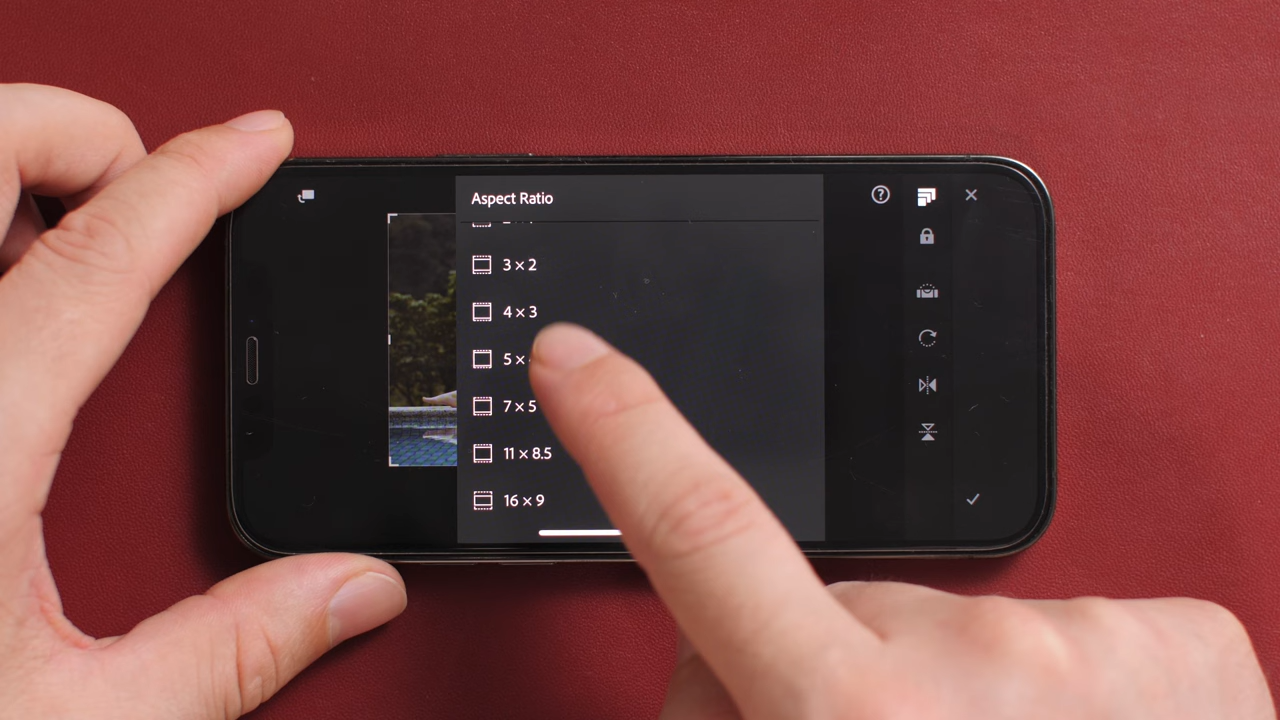 Aspect Ratio
3 × 2
4 × 3
5 ×
7 × 5
11 × 8.5
16 × 9